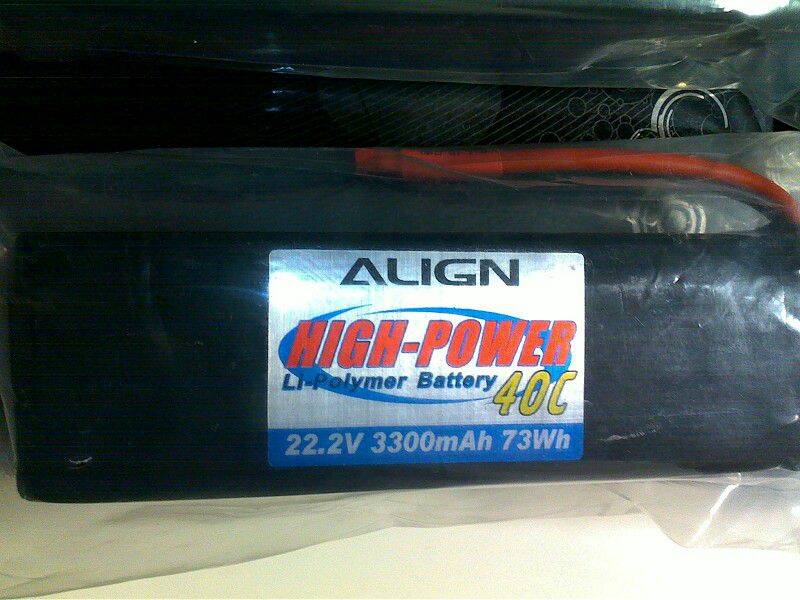 ALIGN
HIGH-POWER
Li-Polymer Battery
40C
22.2V 3300mAh 73Wh